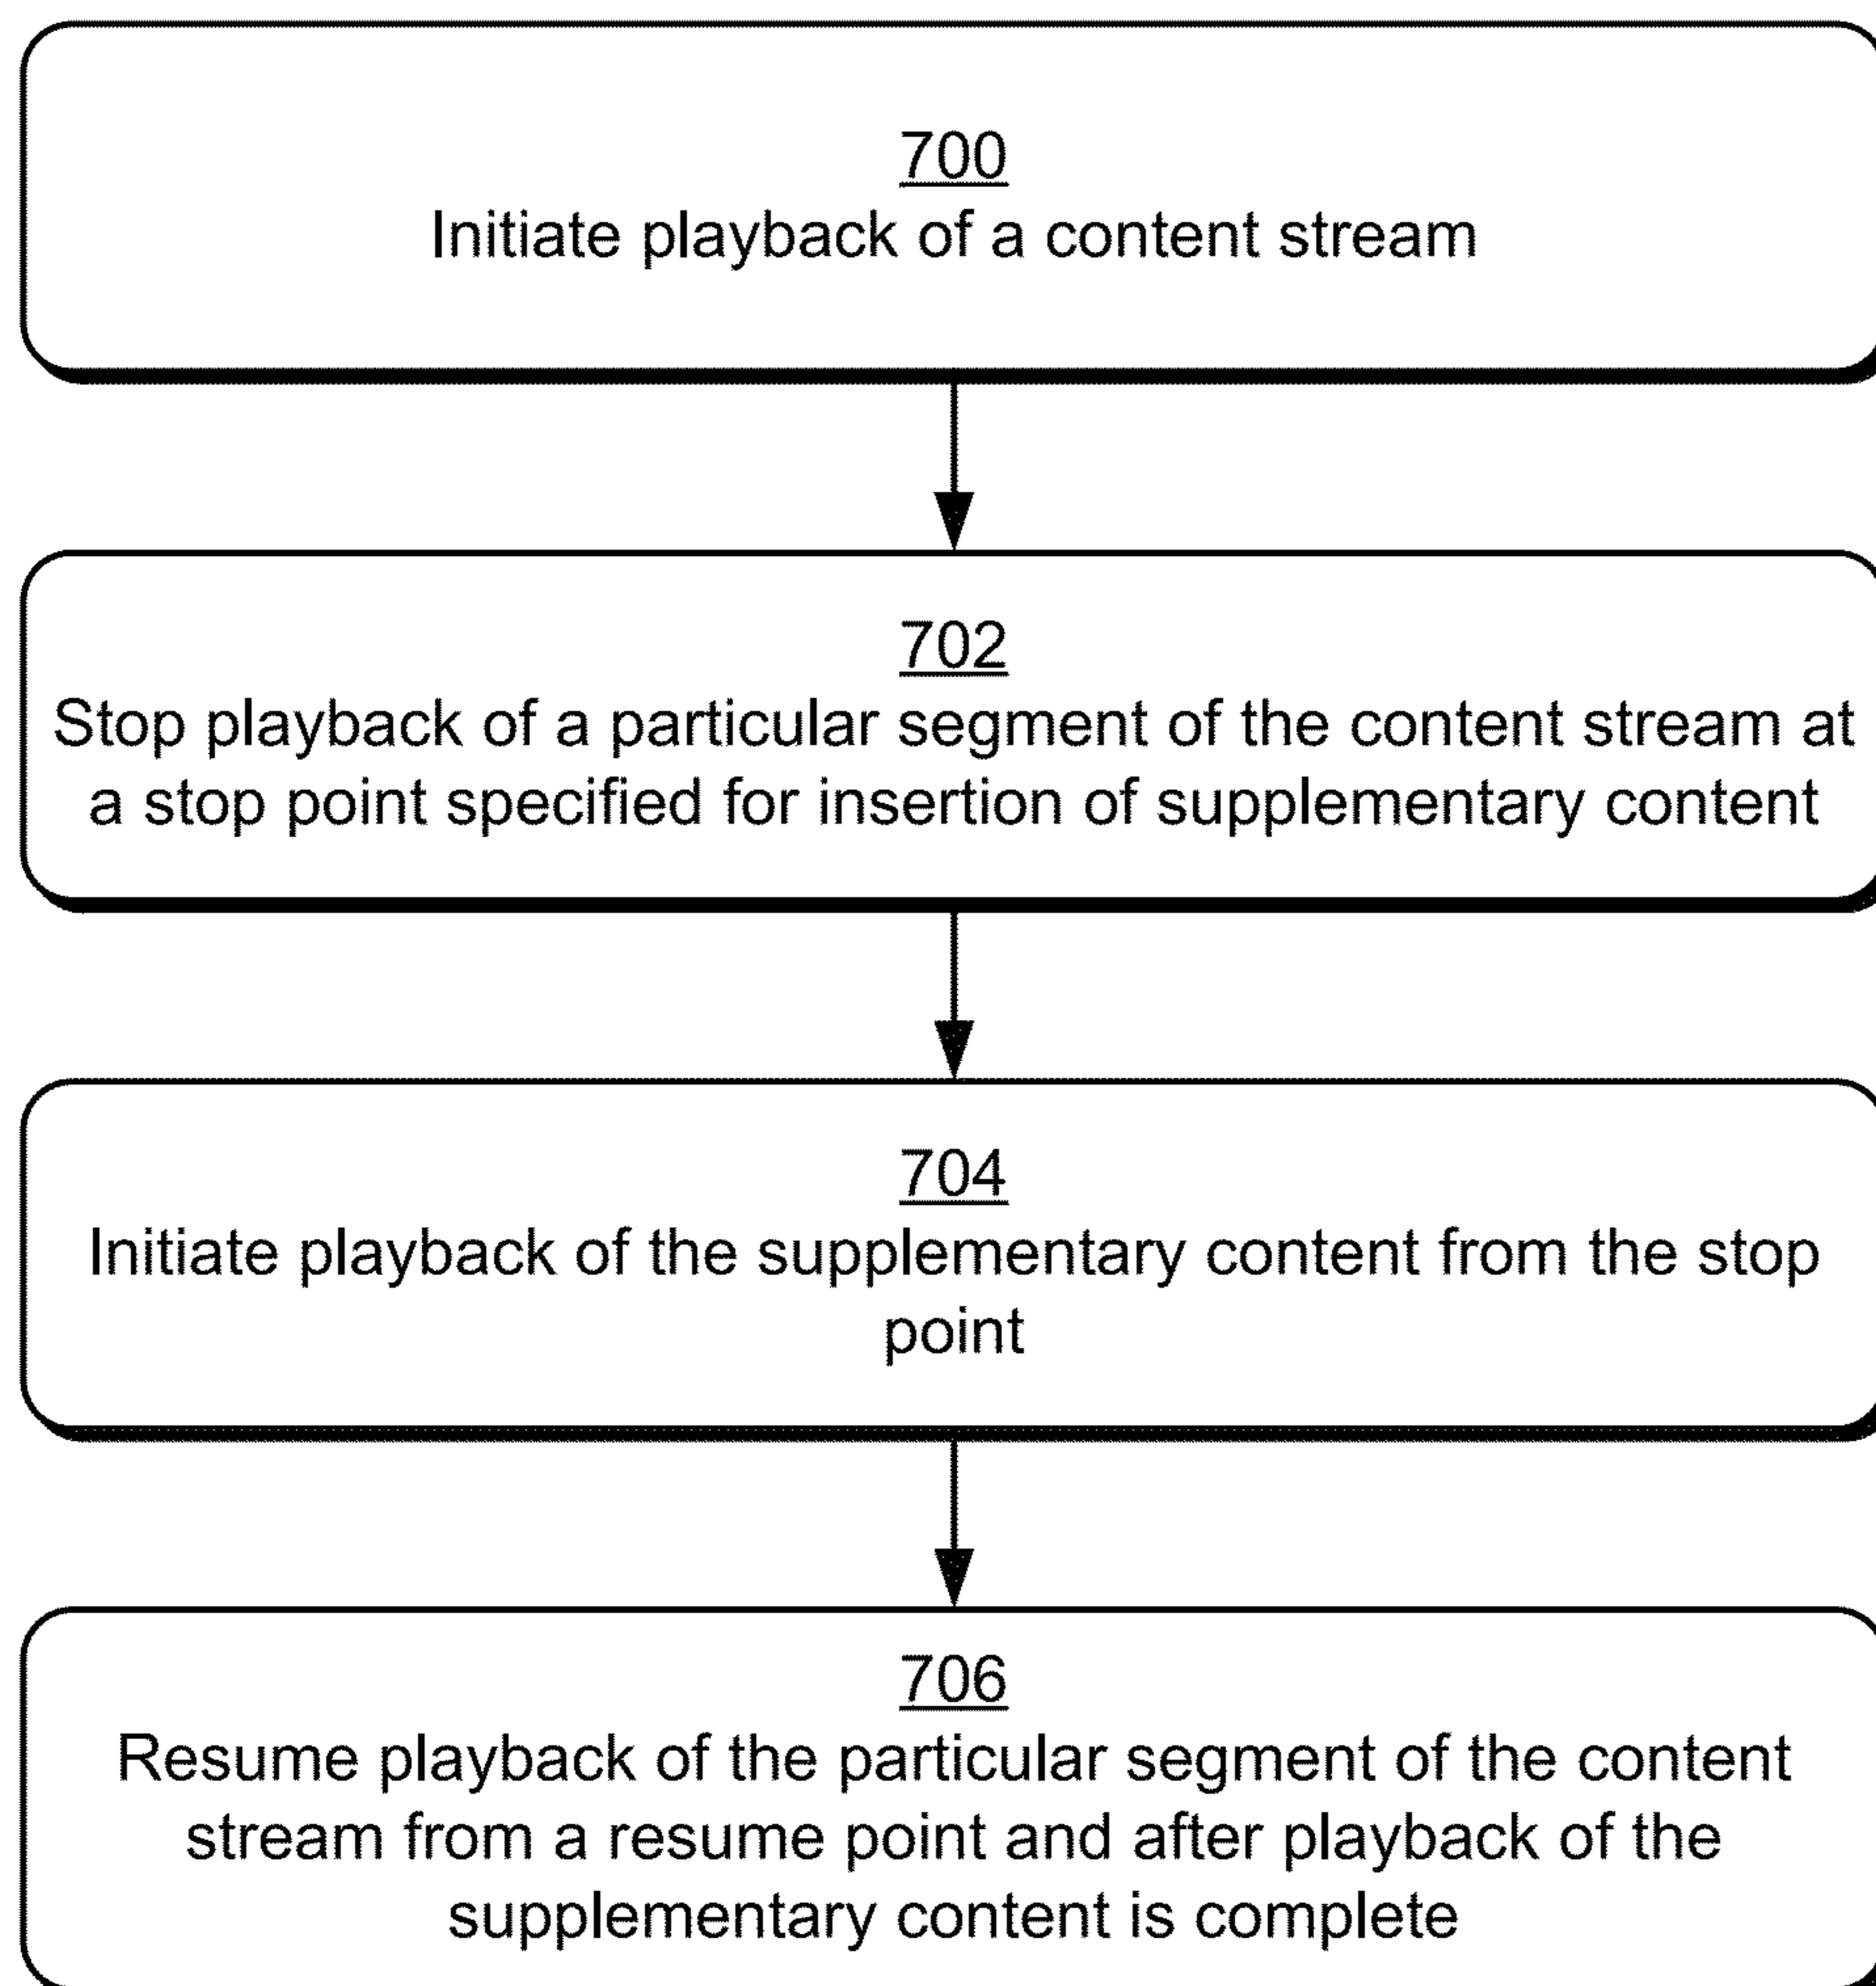 700
Initiate playback of a content stream
702
Stop playback of a particular segment of the content stream at
a stop point specified for insertion of supplementary content
704
Initiate playback of the supplementary content from the stop
point
706
Resume playback of the particular segment of the content
stream from a resume point and after playback of the
supplementary content is complete